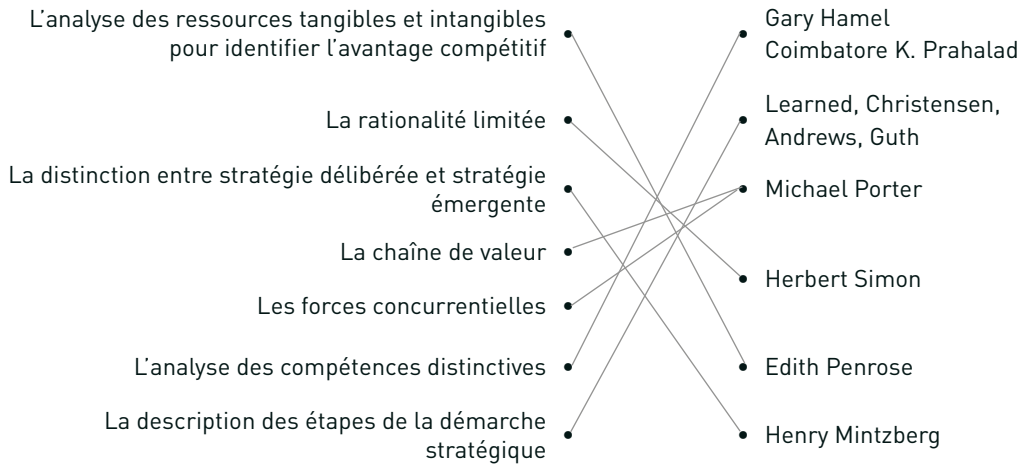 L’analyse des ressources tangibles et intangibles
pour identifier l’avantage compétitif
La rationalité limitée
La distinction entre stratégie délibérée et stratégie
émergente
La chaîne de valeur
Les forces concurrentielles
L’analyse des compétences distinctives
La description des étapes de la démarche
stratégique
Gary Hamel
Coimbatore K. Prahalad
Learned, Christensen,
Andrews, Guth
Michael Porter
Herbert Simon
Edith Penrose
Henry Mintzberg